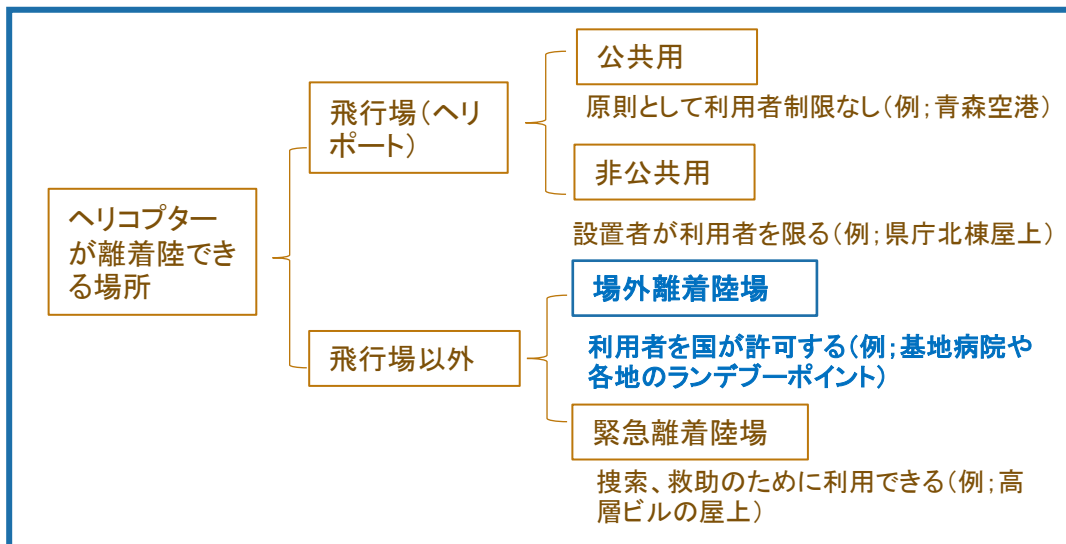 公共用
飛行場(ヘリ
ポート)
原則として利用者制限なし(例;青森空港)
非公共用
ヘリコプター
が離着陸でき
る場所
設置者が利用者を限る(例;県庁北棟屋上)
場外離着陸場
飛行場以外
利用者を国が許可する(例;基地病院や
各地のランデブーポイント)
緊急離着陸場
捜索、救助のために利用できる(例;高
層ビルの屋上)